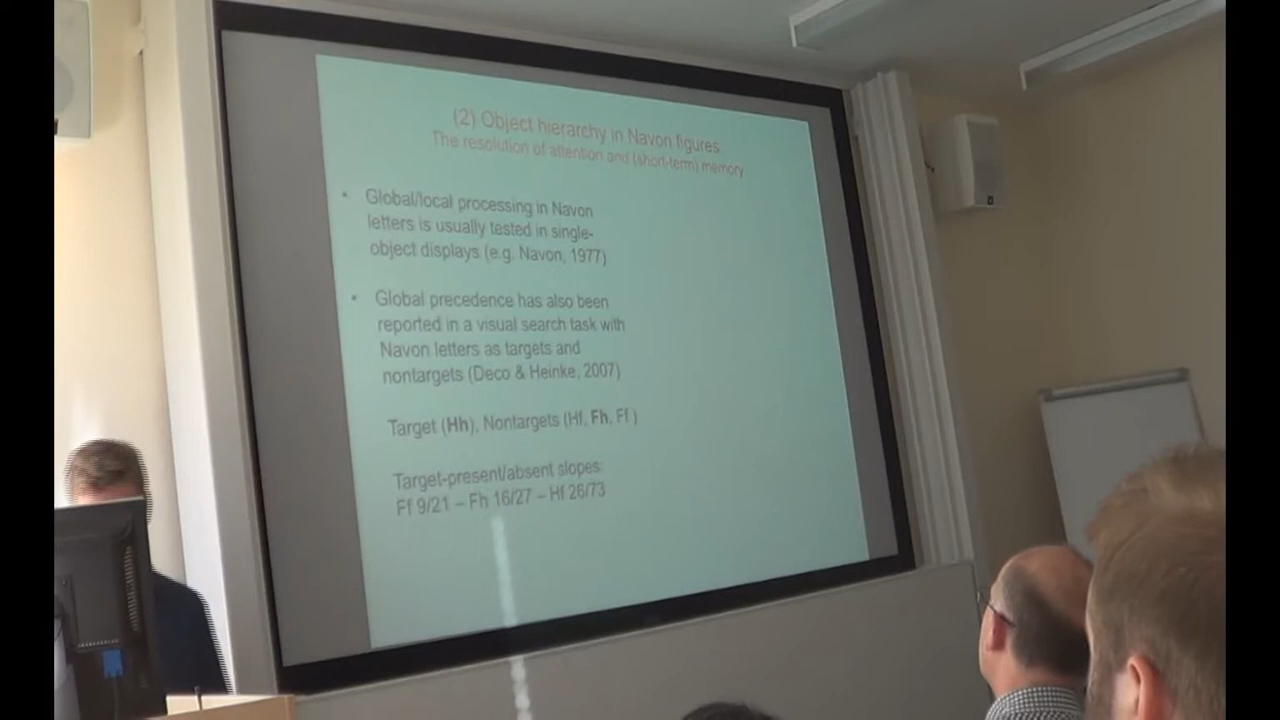 (2) Object hierarchy in Navon figures
The resolution of attention and (short-term) memory
• Global/local processing in Navon
letters is usually tested in single-
object displays (e.g. Navon, 1977)
• Global precedence has also been
reported in a visual search task with
Navon letters as targets and
nontargets (Deco & Heinke, 2007)
Target (Hh), Nontargets (Hf, Fh, Ff )
Target-present/absent slopes:
Ff 9/21 – Fh 16/27 – Hf 26/73